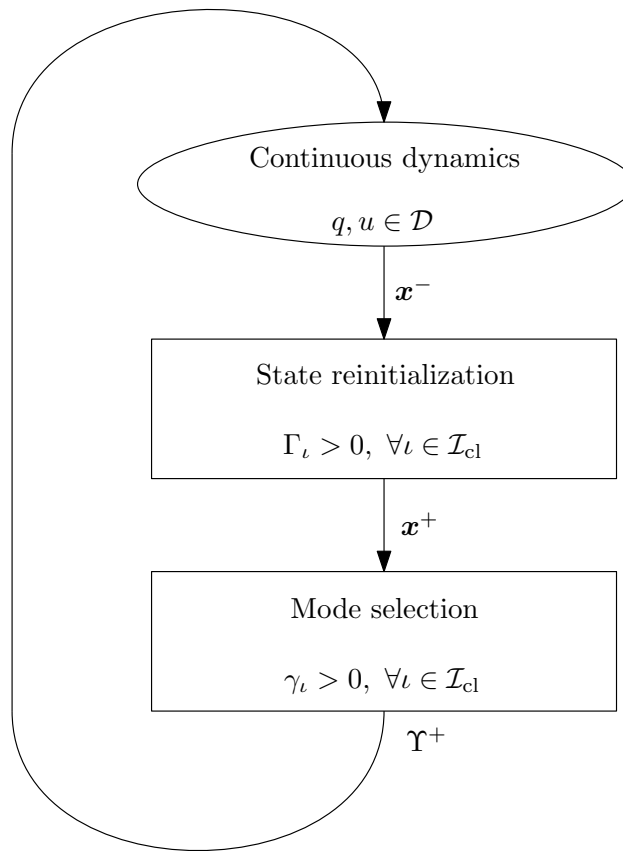 Continuous dynamics
q, u ∈ 𝒟
𝒙⁻
State reinitialization
Γ_ι > 0, ∀ι ∈ ℐ_cl
𝒙⁺
Mode selection
γ_ι > 0, ∀ι ∈ ℐ_cl
Υ⁺